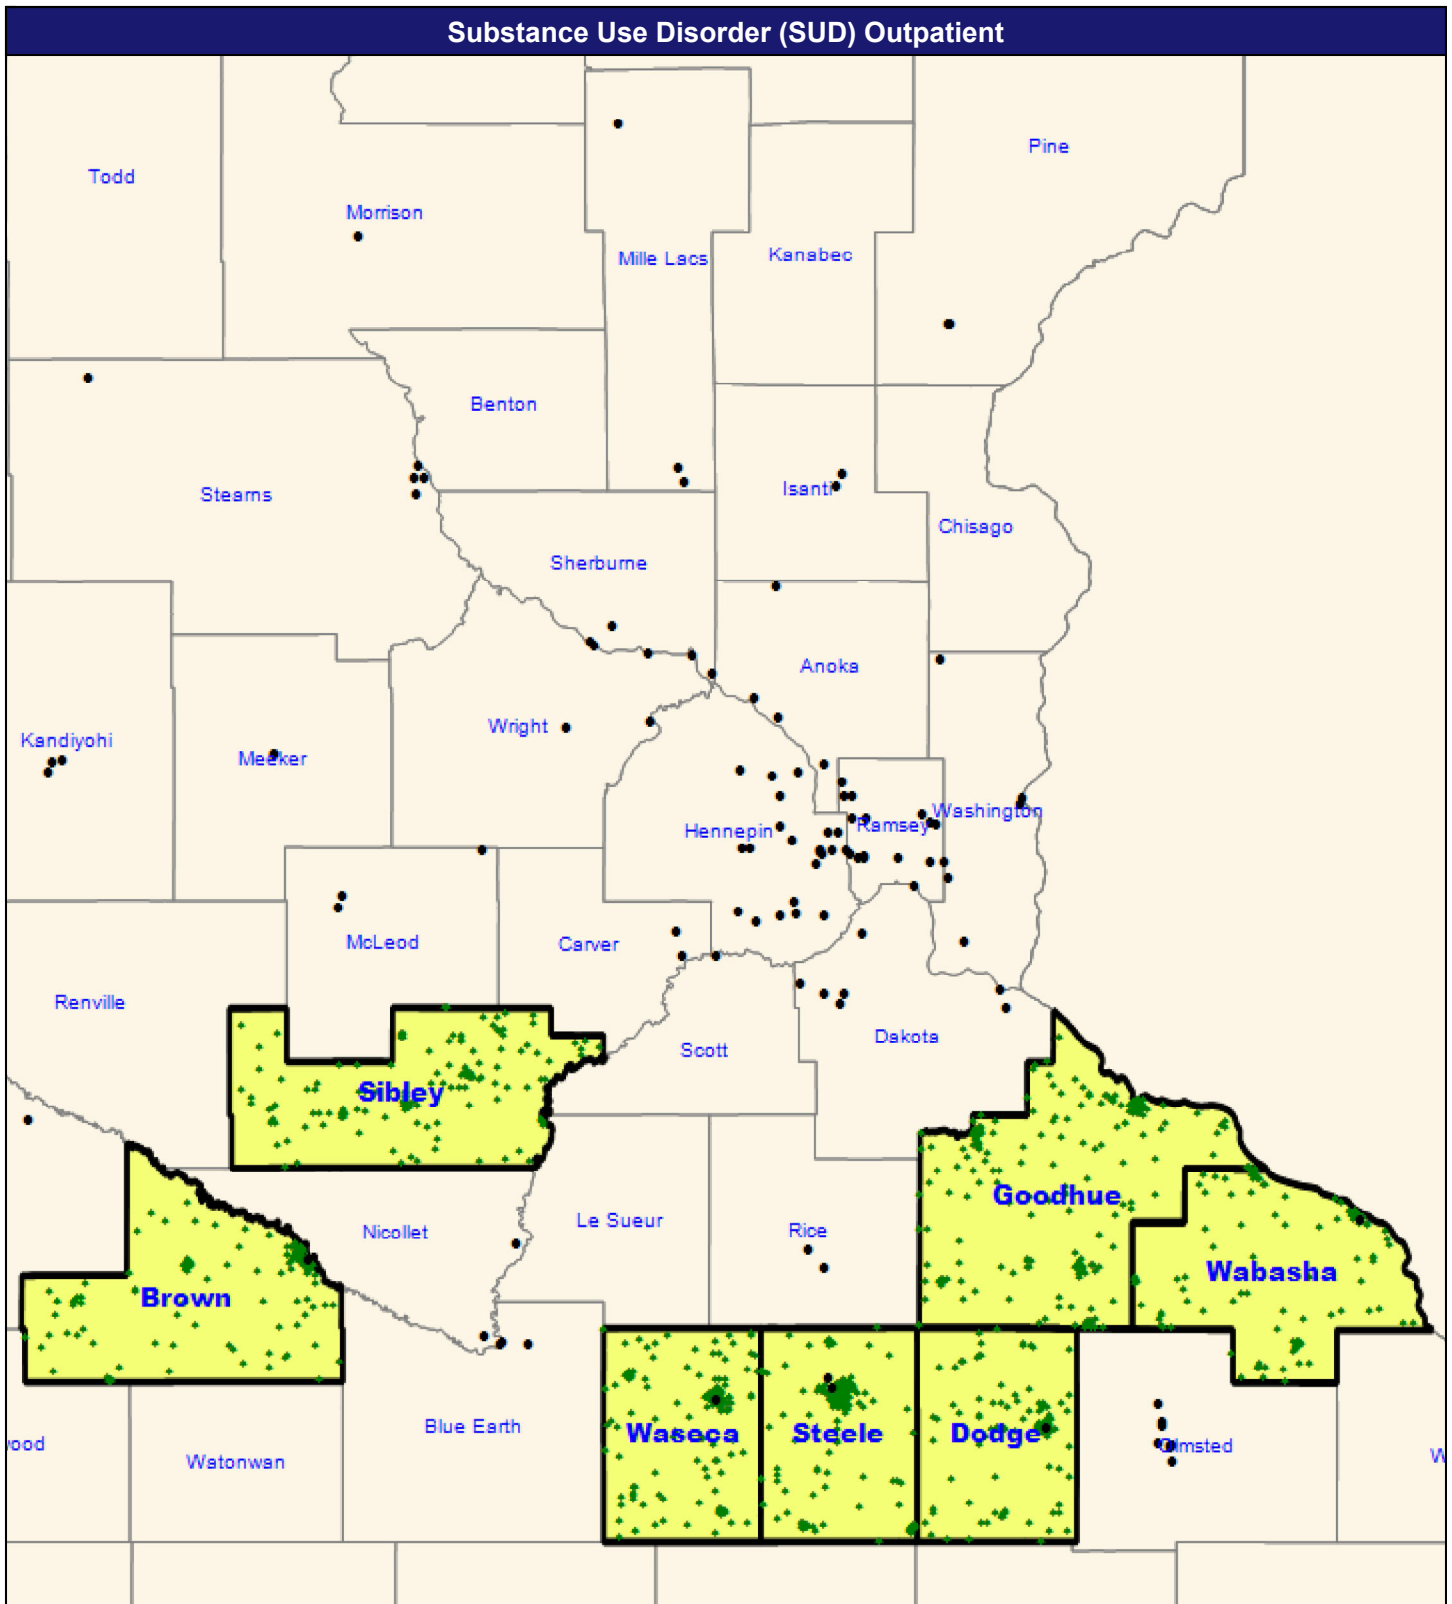 Substance Use Disorder (SUD) Outpatient
Pine
Todd
Morrison
Mille Lacs
Kanabec
Benton
Stearns
Isanti
Chisago
Sherburne
Anoka
Wright
Kandiyohi
Meeker
Washington
Hennepin
Ramsey
McLeod
Carver
Renville
Dakota
Scott
Sibley
Goodhue
Le Sueur
Nicollet
Rice
Wabasha
Brown
Blue Earth
Waseca
Steele
Dodge
ood
Olmsted
W
Watonwan